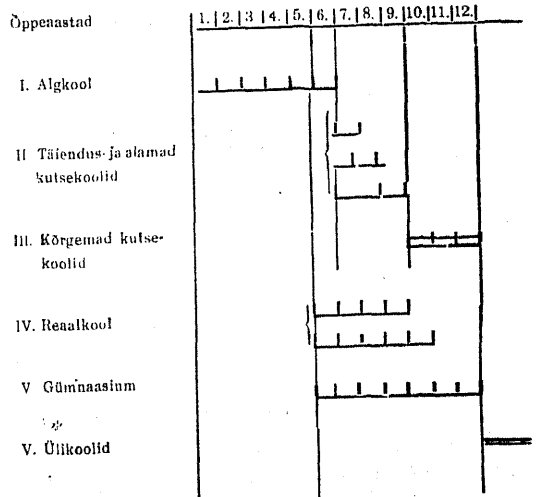 Õppeaastad 1. 2. 3 4. 5. 6. 7. 8. 9. 10. 11. 12.
I. Algkool
II Täiendus- ja alamad
kutsekoolid
III. Kõrgemad kutse-
koolid
IV. Reaalkool
V Gümnaasium
V. Ülikoolid